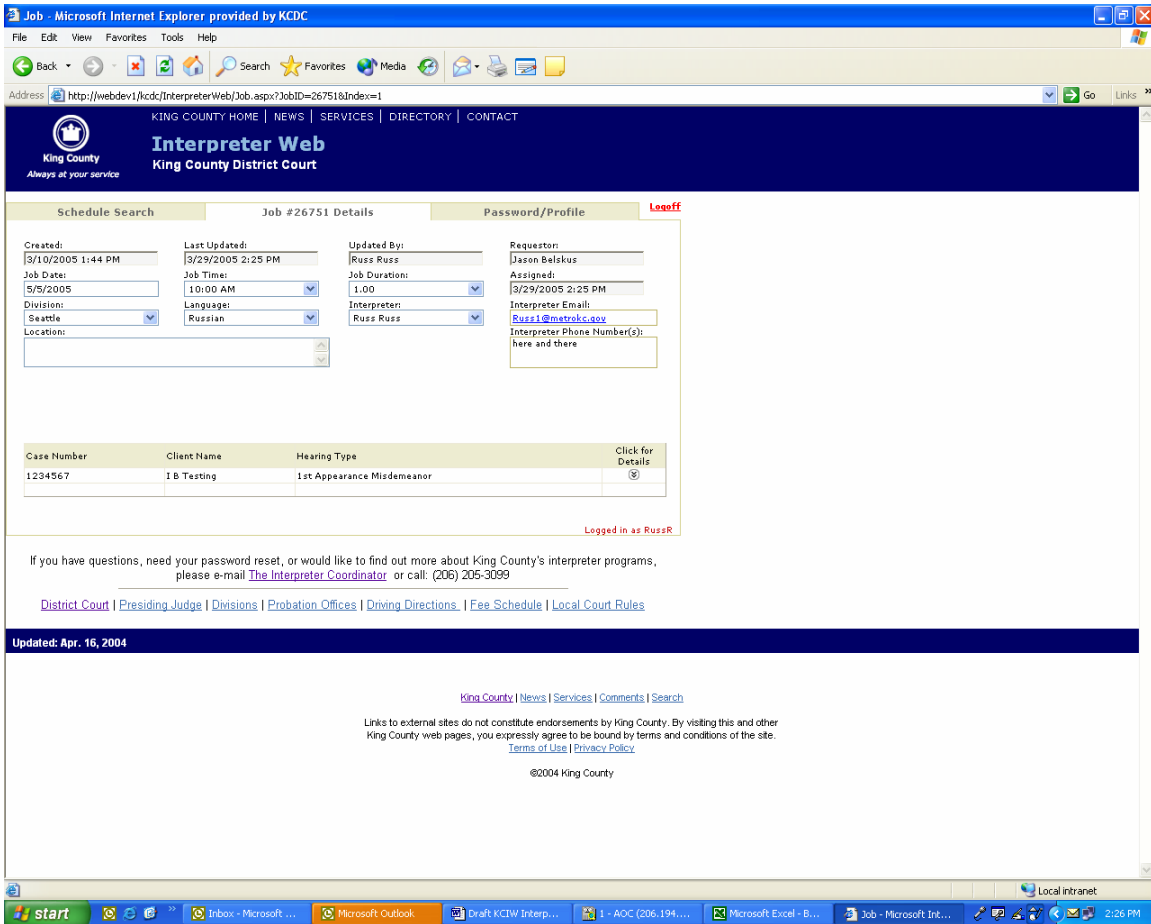 Job - Microsoft Internet Explorer provided by KCDC
File Edit View Favorites Tools Help
Back Search Favorites Media
Address http://webdev1/kcdc/InterpreterWeb/Job.aspx?JobID=26751&Index=1 Go Links »
KING COUNTY HOME | NEWS | SERVICES | DIRECTORY | CONTACT
King County
Always at your service
Interpreter Web
King County District Court
Schedule Search Job #26751 Details Password/Profile Logoff
Created: Last Updated: Updated By: Requestor:
3/10/2005 1:44 PM 3/29/2005 2:25 PM Russ Russ Jason Belskus
Job Date: Job Time: Job Duration: Assigned:
5/5/2005 10:00 AM 1.00 3/29/2005 2:25 PM
Division: Language: Interpreter: Interpreter Email:
Seattle Russian Russ Russ Russ1@metrokc.gov
Location: Interpreter Phone Number(s):
here and there
Case Number Client Name Hearing Type Click for Details
1234567 I B Testing 1st Appearance Misdemeanor
Logged in as RussR
If you have questions, need your password reset, or would like to find out more about King County's interpreter programs,
please e-mail The Interpreter Coordinator or call: (206) 205-3099
District Court | Presiding Judge | Divisions | Probation Offices | Driving Directions | Fee Schedule | Local Court Rules
Updated: Apr. 16, 2004
King County | News | Services | Comments | Search
Links to external sites do not constitute endorsements by King County. By visiting this and other
King County web pages, you expressly agree to be bound by terms and conditions of the site.
Terms of Use | Privacy Policy
©2004 King County
Local intranet
start » Inbox - Microsoft ... Microsoft Outlook Draft KCIW Interp... 1 - AOC (206.194.... Microsoft Excel - B... Job - Microsoft Int... 2:26 PM